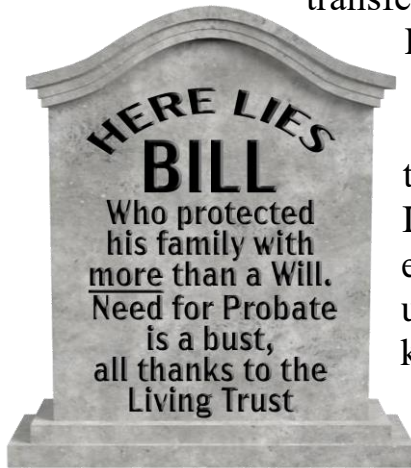 HERE LIES
BILL
Who protected
his family with
more than a Will.
Need for Probate
is a bust,
all thanks to the
Living Trust